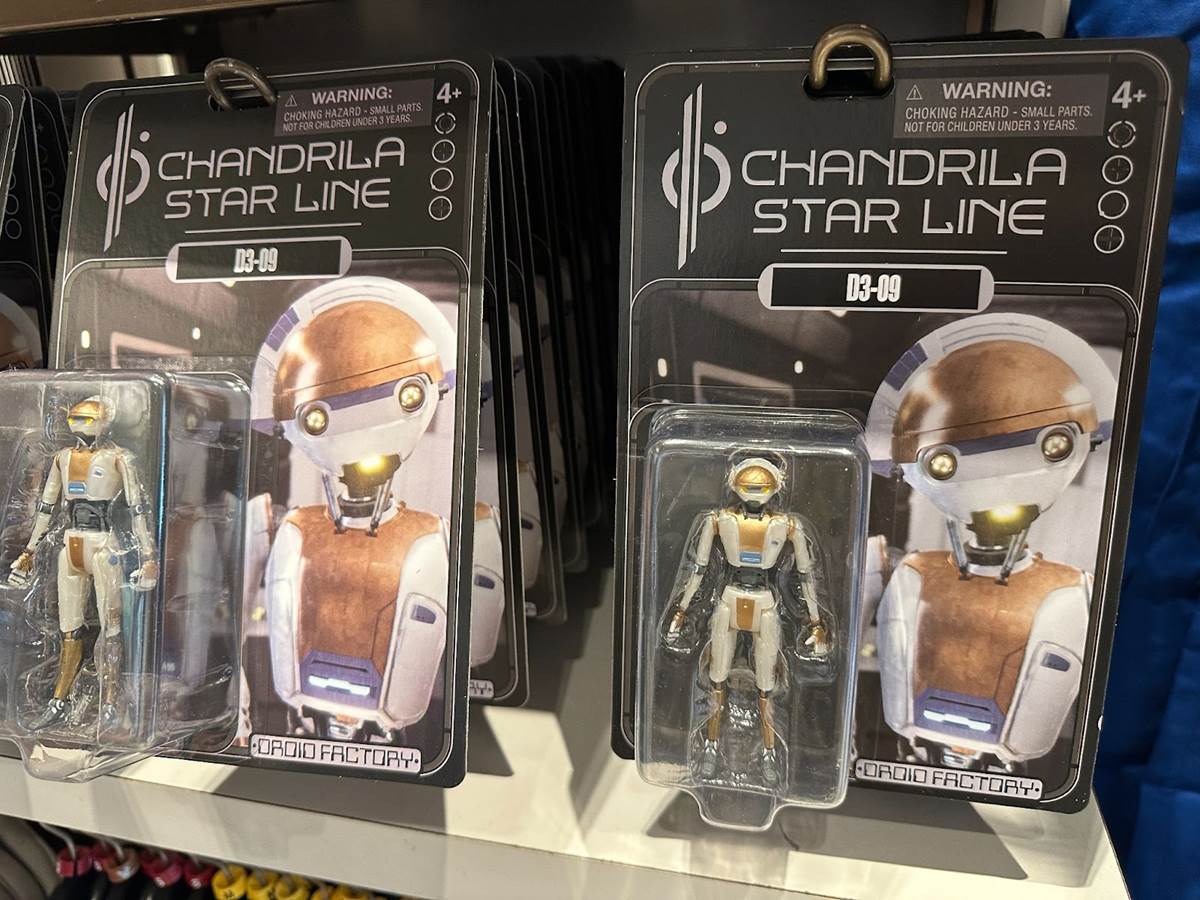 WARNING:
CHOKING HAZARD - SMALL PARTS.
NOT FOR CHILDREN UNDER 3 YEARS.
4+
CHANDRILA
STAR LINE
D3-09
·DROID FACTORY·
WARNING:
CHOKING HAZARD - SMALL PARTS.
NOT FOR CHILDREN UNDER 3 YEARS.
4+
CHANDRILA
STAR LINE
D3-09
·DROID FACTORY·